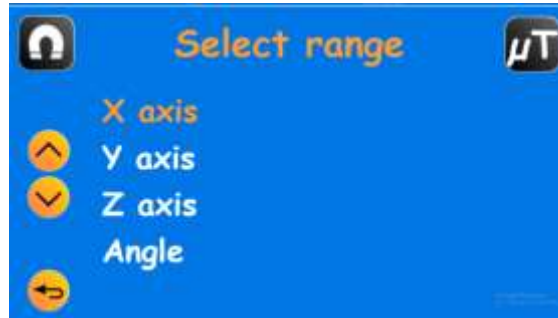 Select range
µT
X axis
Y axis
Z axis
Angle